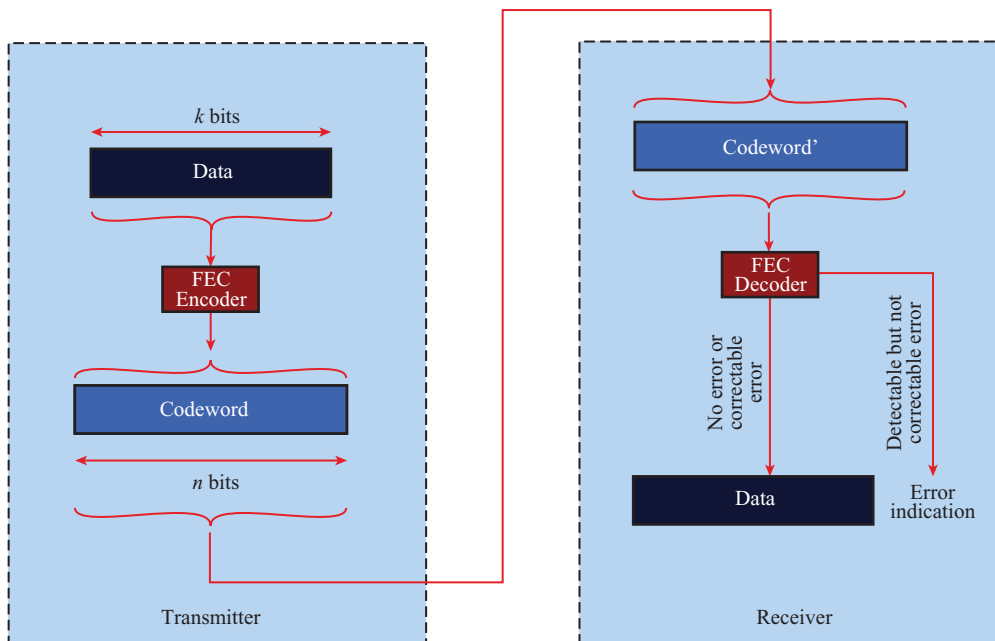 k bits
Data
FEC
Encoder
Codeword
n bits
Transmitter
Codeword’
FEC
Decoder
No error or
correctable
error
Detectable but not
correctable error
Data
Error
indication
Receiver